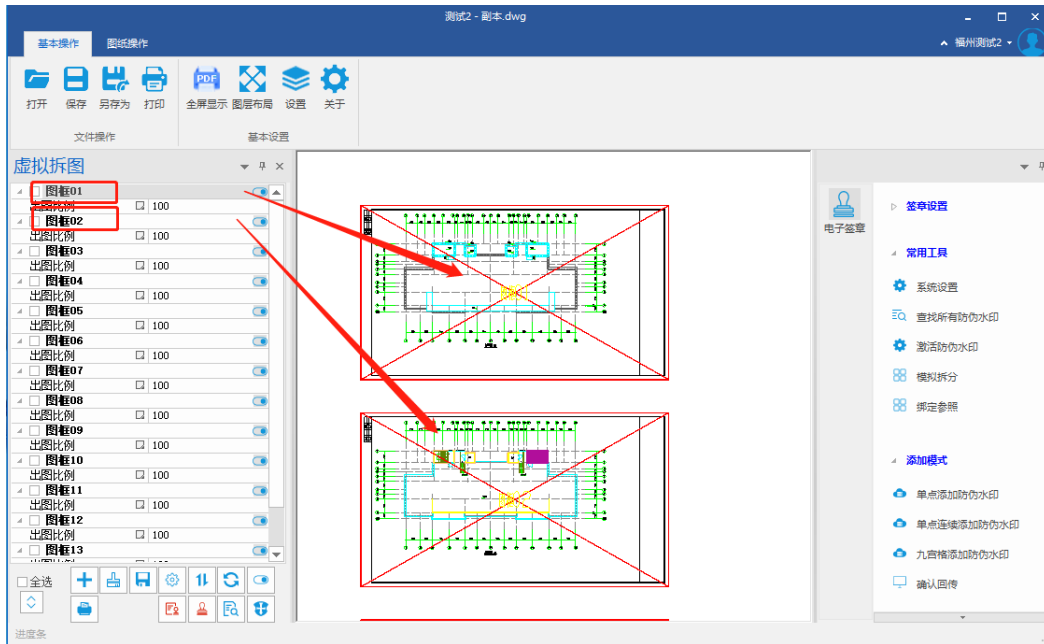 测试2 - 副本.dwg
基本操作 图纸操作 福州测试2
打开 保存 另存为 打印 全屏显示 图层布局 设置 关于
PDF
文件操作 基本设置
虚拟拆图
图框01
出图比例 100
图框02
出图比例 100
图框03
出图比例 100
图框04
出图比例 100
图框05
出图比例 100
图框06
出图比例 100
图框07
出图比例 100
图框08
出图比例 100
图框09
出图比例 100
图框10
出图比例 100
图框11
出图比例 100
图框12
出图比例 100
图框13
全选
进度条
电子签章
签章设置
常用工具
系统设置
查找所有防伪水印
激活防伪水印
模拟拆分
绑定参照
添加模式
单点添加防伪水印
单点连续添加防伪水印
九宫格添加防伪水印
确认回传